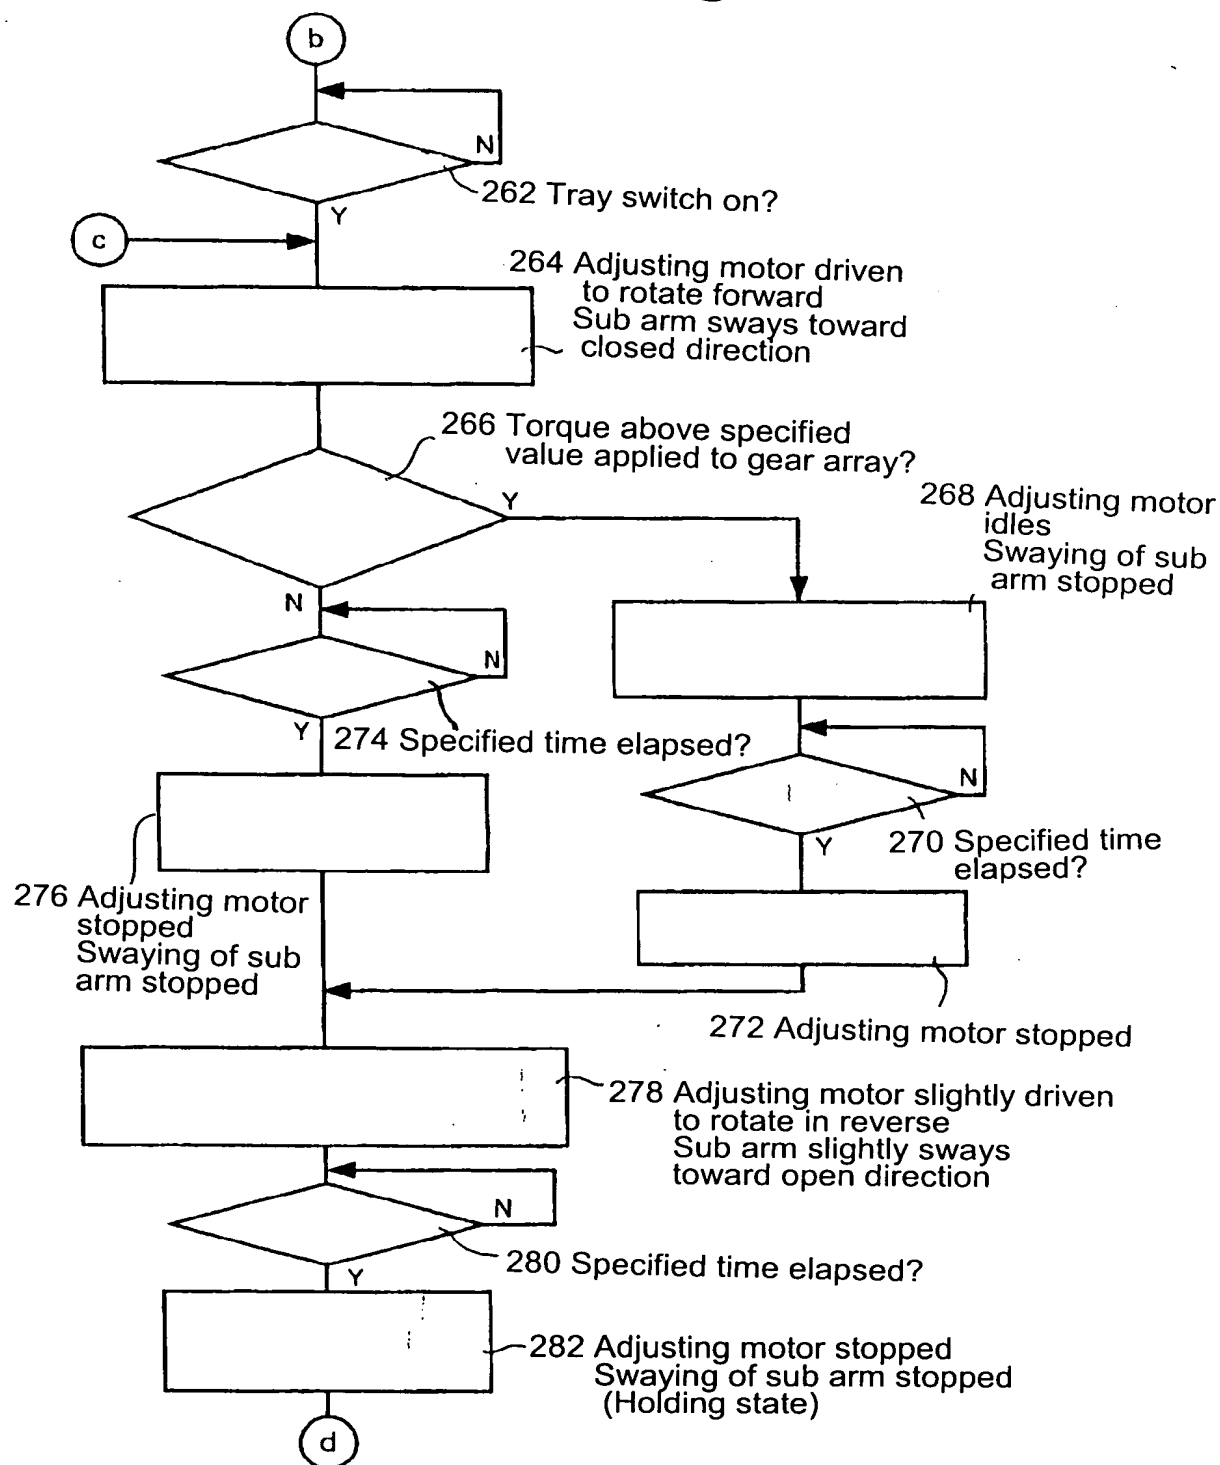 b
N
262 Tray switch on?
Y
c
264 Adjusting motor driven
to rotate forward
Sub arm sways toward
closed direction
266 Torque above specified
value applied to gear array?
Y
268 Adjusting motor
idles
Swaying of sub
arm stopped
N
N
Y
274 Specified time elapsed?
N
Y
270 Specified time
elapsed?
276 Adjusting motor
stopped
Swaying of sub
arm stopped
272 Adjusting motor stopped
278 Adjusting motor slightly driven
to rotate in reverse
Sub arm slightly sways
toward open direction
N
280 Specified time elapsed?
Y
282 Adjusting motor stopped
Swaying of sub arm stopped
(Holding state)
d